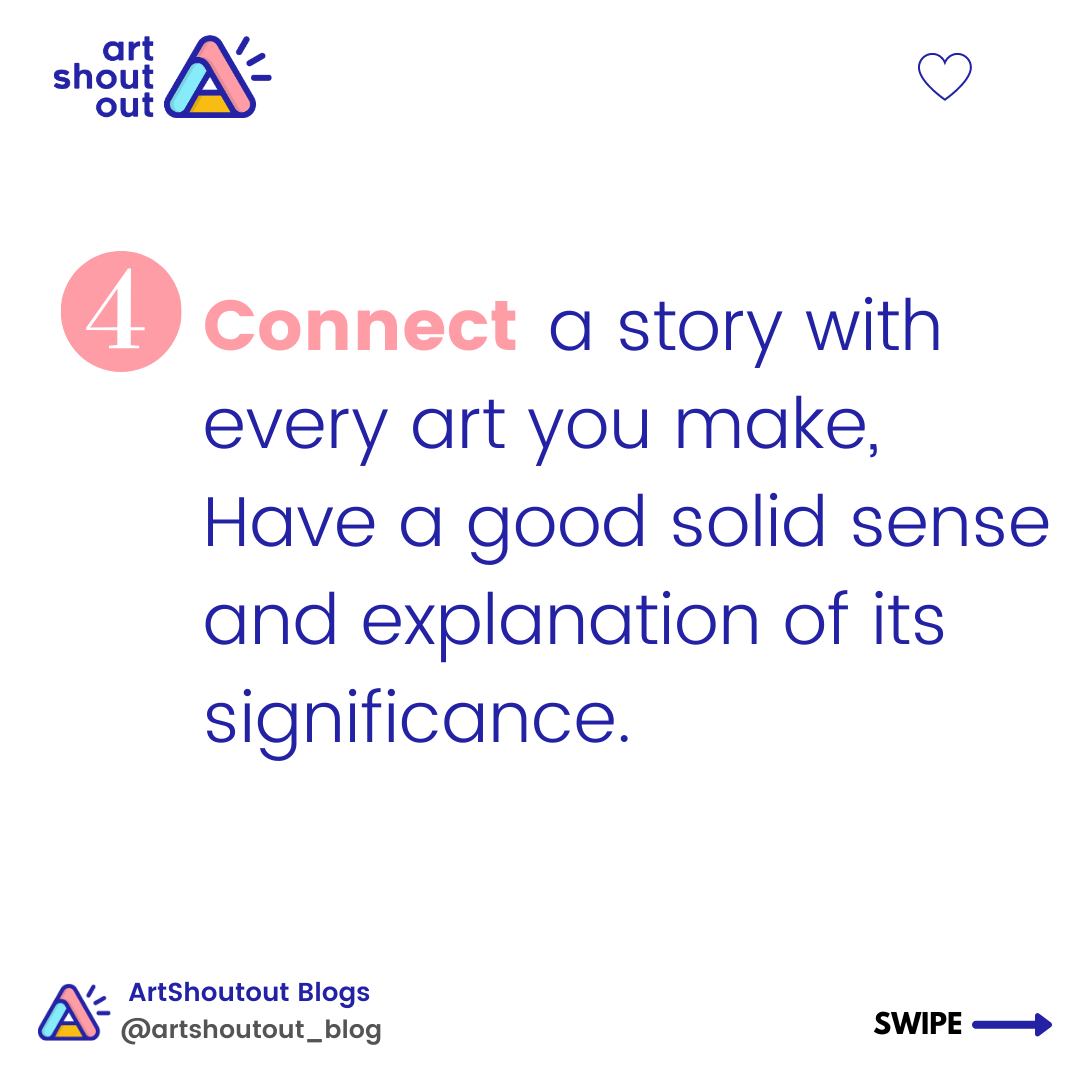 art
shout
out
4
Connect a story with
every art you make,
Have a good solid sense
and explanation of its
significance.
ArtShoutout Blogs
@artshoutout_blog
SWIPE